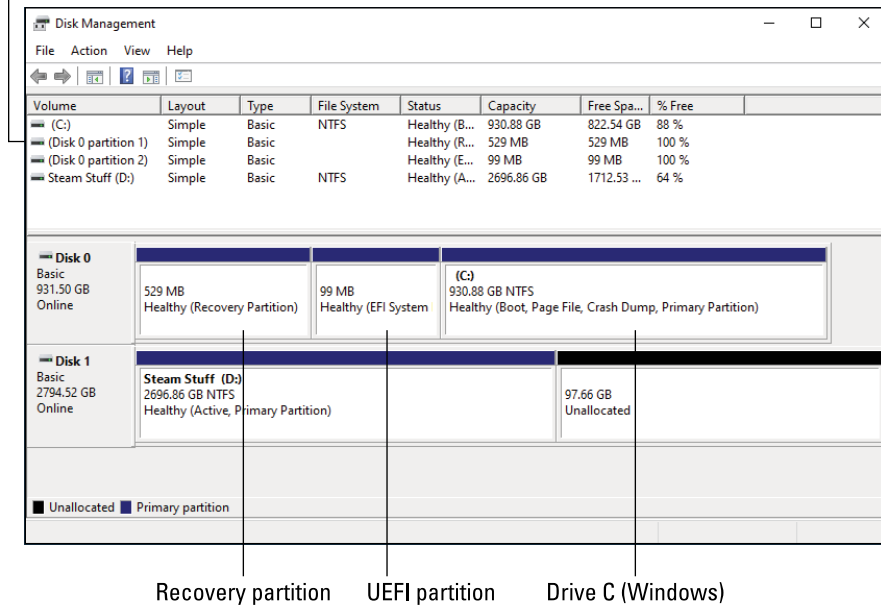 Disk Management
File Action View Help
Volume Layout Type File System Status Capacity Free Spa... % Free
(C:) Simple Basic NTFS Healthy (B... 930.88 GB 822.54 GB 88 %
(Disk 0 partition 1) Simple Basic Healthy (R... 529 MB 529 MB 100 %
(Disk 0 partition 2) Simple Basic Healthy (E... 99 MB 99 MB 100 %
Steam Stuff (D:) Simple Basic NTFS Healthy (A... 2696.86 GB 1712.53 ... 64 %
Disk 0
Basic
931.50 GB
Online
529 MB
Healthy (Recovery Partition)
99 MB
Healthy (EFI System
(C:)
930.88 GB NTFS
Healthy (Boot, Page File, Crash Dump, Primary Partition)
Disk 1
Basic
2794.52 GB
Online
Steam Stuff (D:)
2696.86 GB NTFS
Healthy (Active, Primary Partition)
97.66 GB
Unallocated
Unallocated Primary partition
Recovery partition UEFI partition Drive C (Windows)